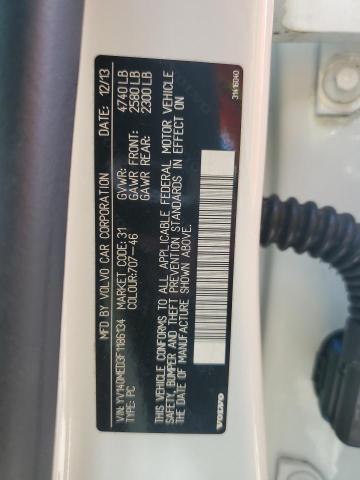 MFD BY VOLVO CAR CORPORATION DATE: 12/13
MARKET CODE: 31 GVWR: 4740 LB
COLOUR:707-46 GAWR FRONT: 2580 LB
GAWR REAR: 2300 LB
VIN: YV140MED3F1186134
TYPE: PC
THIS VEHICLE CONFORMS TO ALL APPLICABLE FEDERAL MOTOR VEHICLE
SAFETY, BUMPER AND THEFT PREVENTION STANDARDS IN EFFECT ON
DATE OF MANUFACTURE SHOWN ABOVE.
VOLVO
31416040